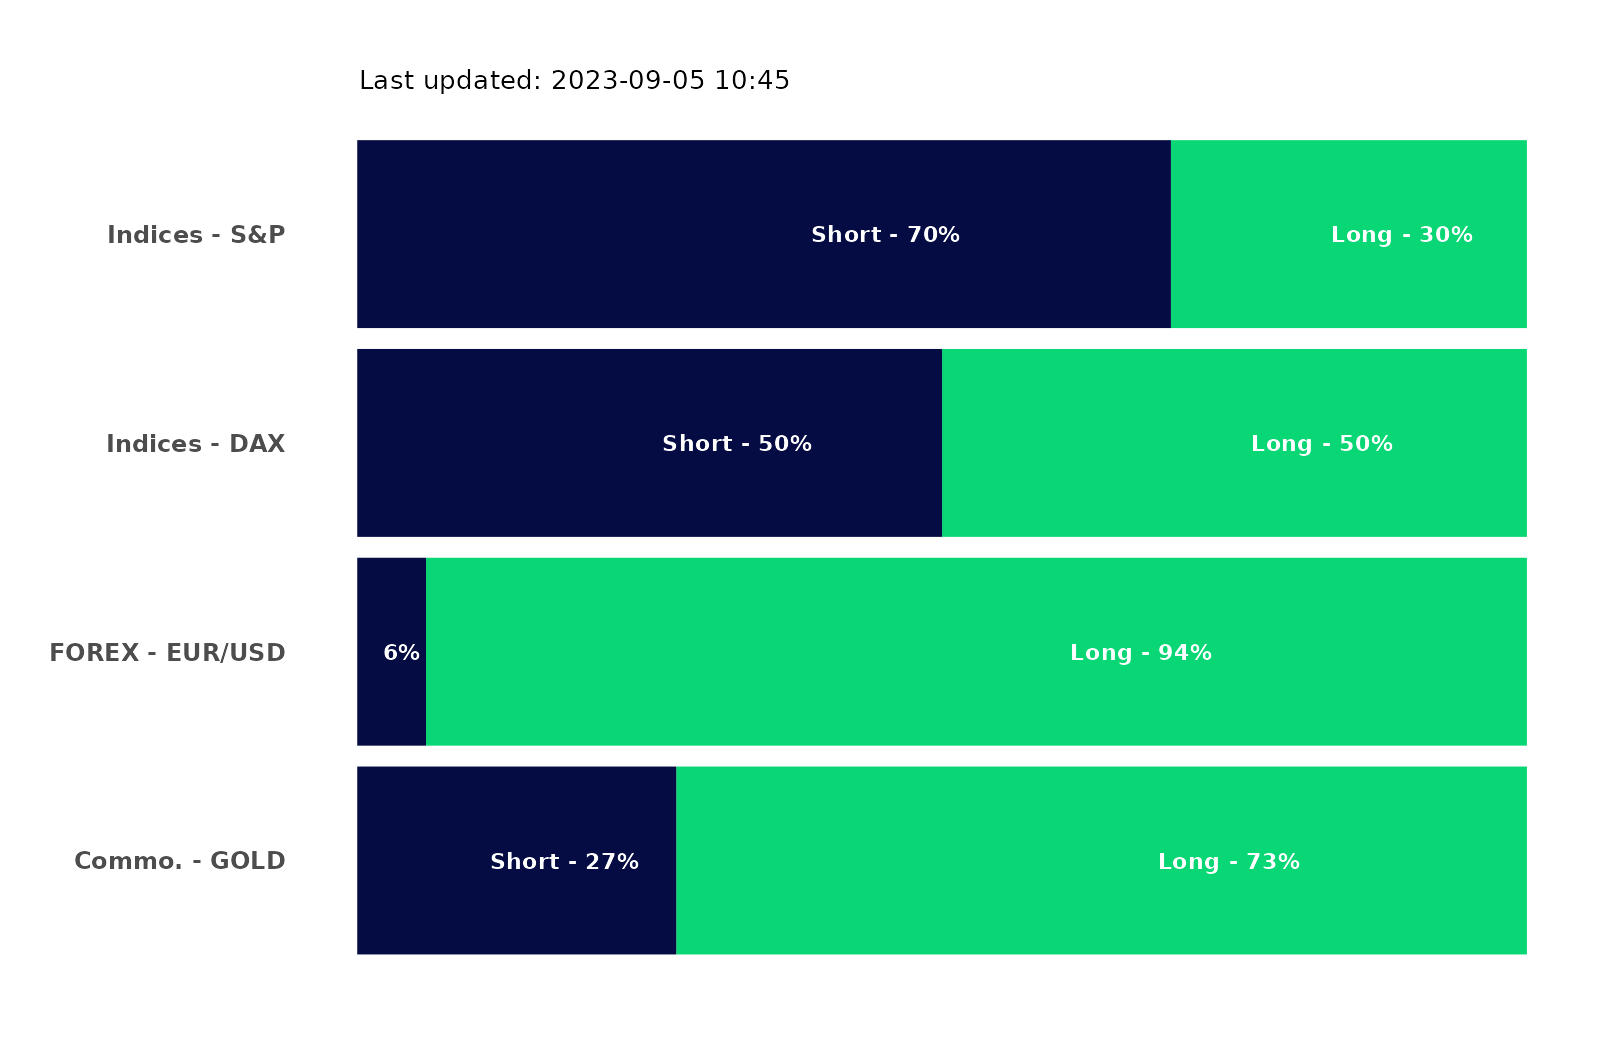 Last updated: 2023-09-05 10:45
Indices - S&P
Short - 70%
Long - 30%
Indices - DAX
Short - 50%
Long - 50%
FOREX - EUR/USD
6%
Long - 94%
Commo. - GOLD
Short - 27%
Long - 73%